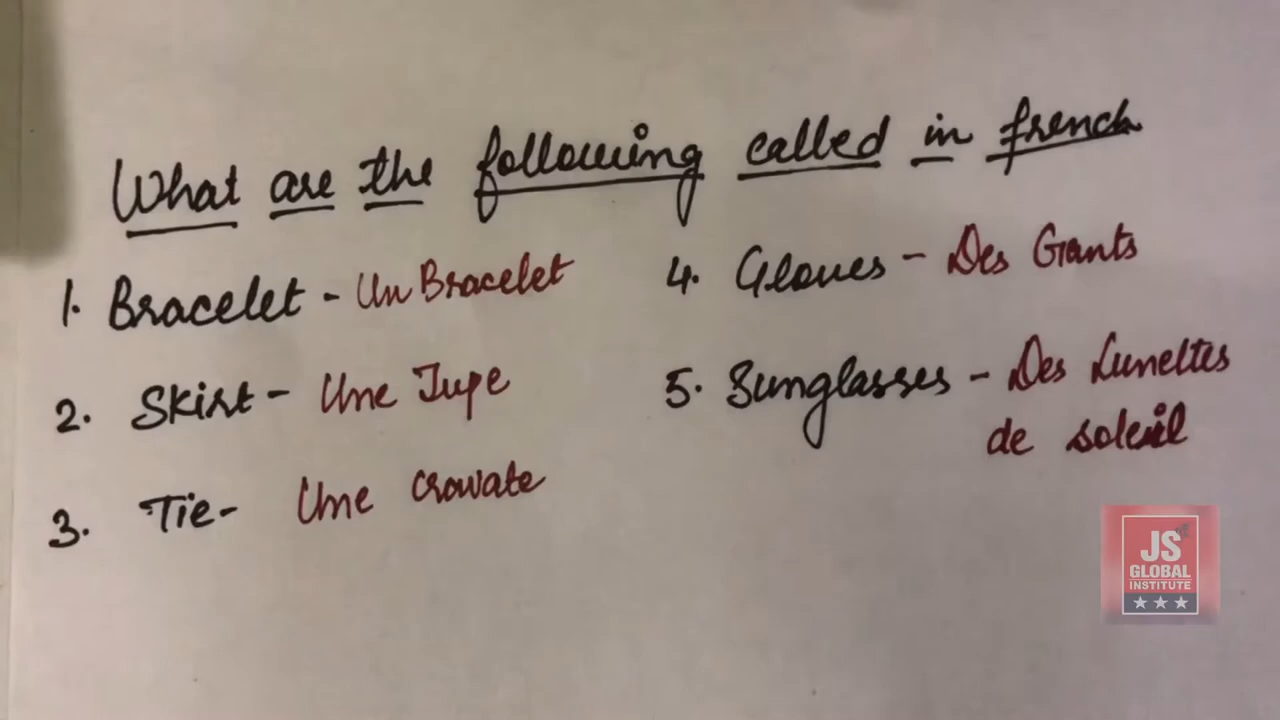 What are the following called in french
1. Bracelet - Un Bracelet
2. Skirt - Une Jupe
3. Tie - Une cravate
4. Gloves - Des Gants
5. Sunglasses - Des Lunettes
de soleil
JS
GLOBAL
INSTITUTE